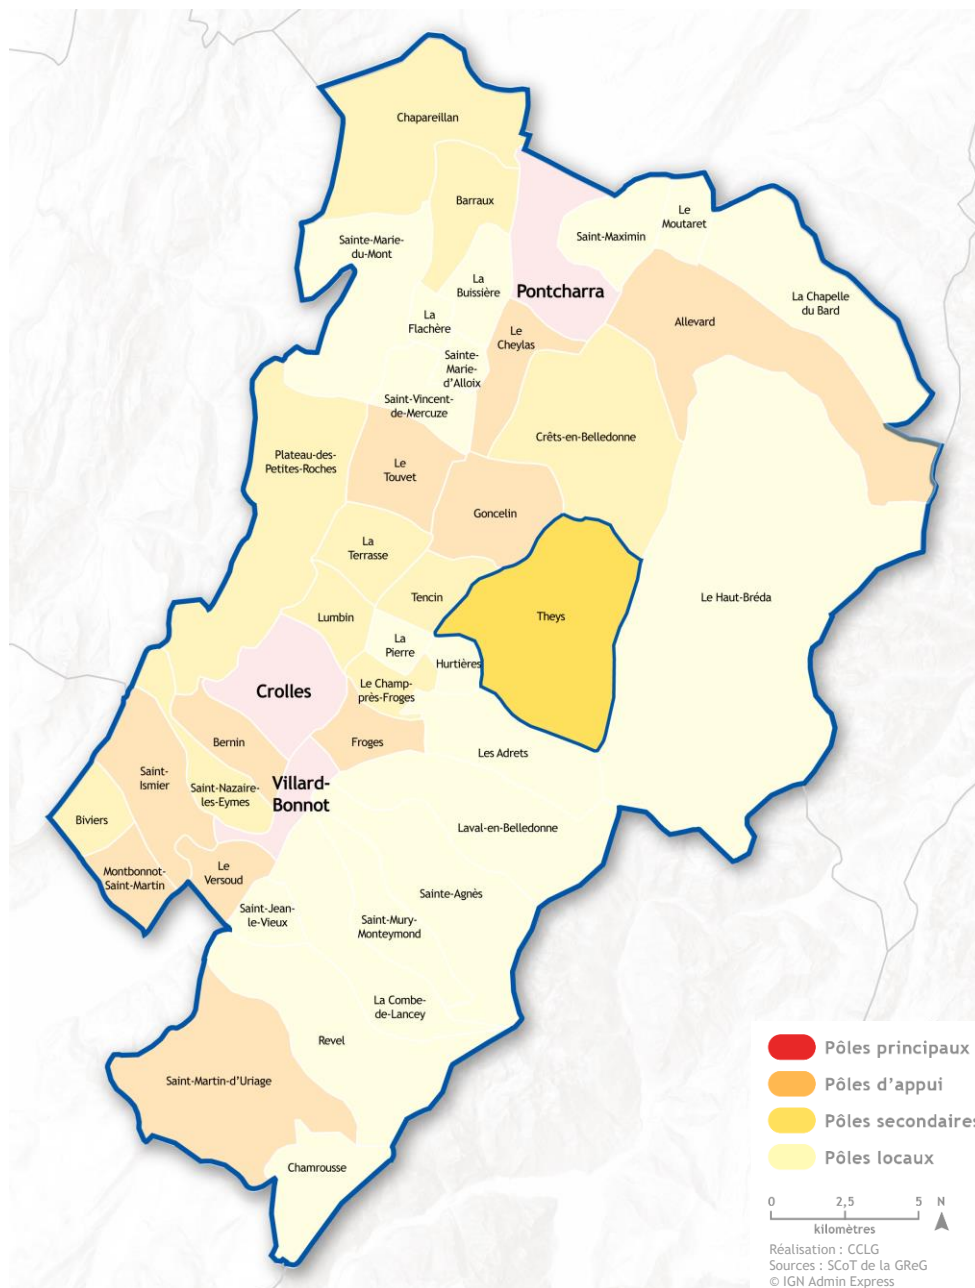 Chapareillan
Barraux
Sainte-Marie-
du-Mont
Saint-Maximin
Le
Moutaret
La
Buissière
Pontcharra
La Chapelle
du Bard
La
Flachère
Le
Cheylas
Allevard
Sainte-
Marie-
d'Alloix
Saint-Vincent-
de-Mercuze
Crêts-en-Belledonne
Plateau-des-
Petites-Roches
Le
Touvet
Goncelin
La
Terrasse
Tencin
Le Haut-Bréda
Lumbin
Theys
La
Pierre
Hurtières
Crolles
Le Champ-
près-Froges
Bernin
Froges
Les Adrets
Saint-
Ismier
Villard-
Bonnot
Saint-Nazaire-
les-Eymes
Biviers
Laval-en-Belledonne
Montbonnot-
Saint-Martin
Le
Versoud
Sainte-Agnès
Saint-Jean-
le-Vieux
Saint-Mury-
Monteymond
La Combe-
de-Lancey
Revel
Saint-Martin-d'Uriage
Chamrousse
Pôles principaux
Pôles d'appui
Pôles secondaires
Pôles locaux
0 2,5 5 N
kilomètres
Réalisation : CCLG
Sources : SCoT de la GReG
© IGN Admin Express